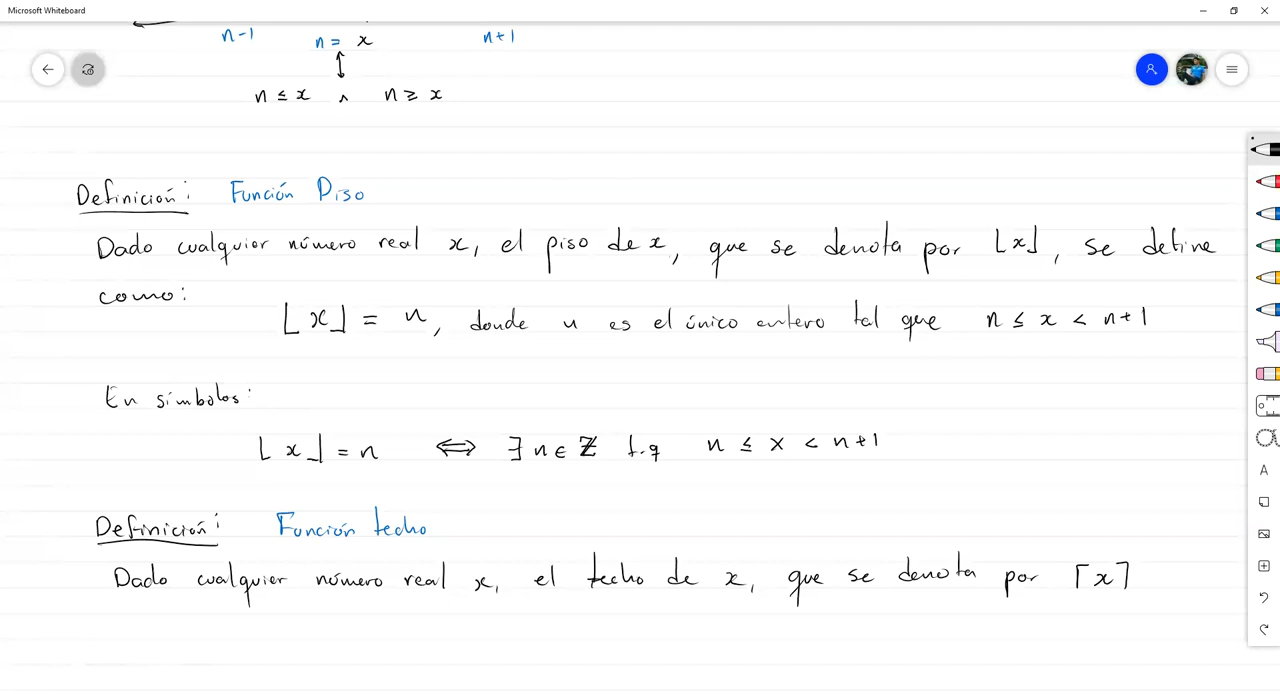 Microsoft Whiteboard
n-1 n = x n+1
n ≤ x ∧ n ≥ x
Definición: Función Piso
Dado cualquier número real x, el piso de x, que se denota por ⌊x⌋, se define
como:
⌊x⌋ = n, donde n es el único entero tal que n ≤ x < n+1
En símbolos:
⌊x⌋ = n ⟺ ∃ n ∈ ℤ t.q n ≤ x < n+1
Definición: Función techo
Dado cualquier número real x, el techo de x, que se denota por ⌈x⌉